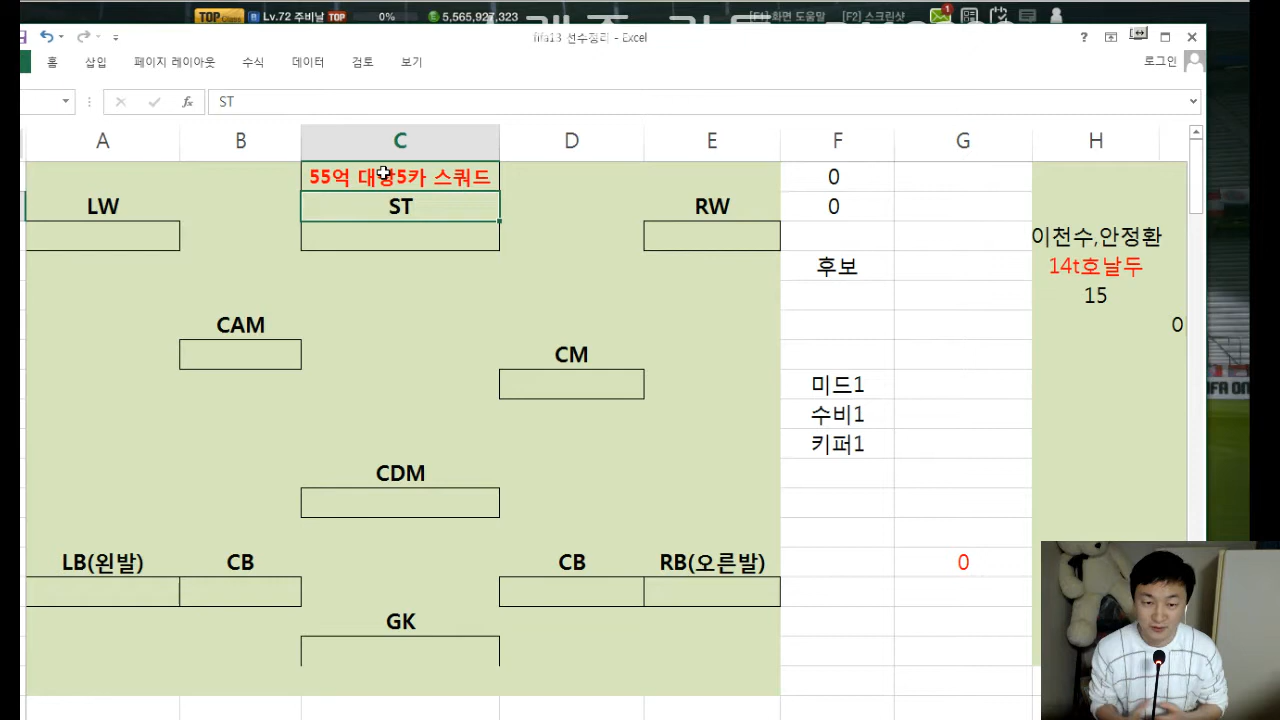 TOP Class B Lv.72 주비날 TOP 0% E 5,565,927,323 [F1] 화면 도움말 [F2] 스크린샷 1
fifa13 선수정리 - Excel
?
홈 삽입 페이지 레이아웃 수식 데이터 검토 보기 로그인
fx ST
A B C D E F G H
55억 대장5카 스쿼드 0
LW ST RW 0
이천수,안정환
후보 14t호날두
15
CAM 0
CM
미드1
수비1
키퍼1
CDM
LB(왼발) CB CB RB(오른발) 0
GK